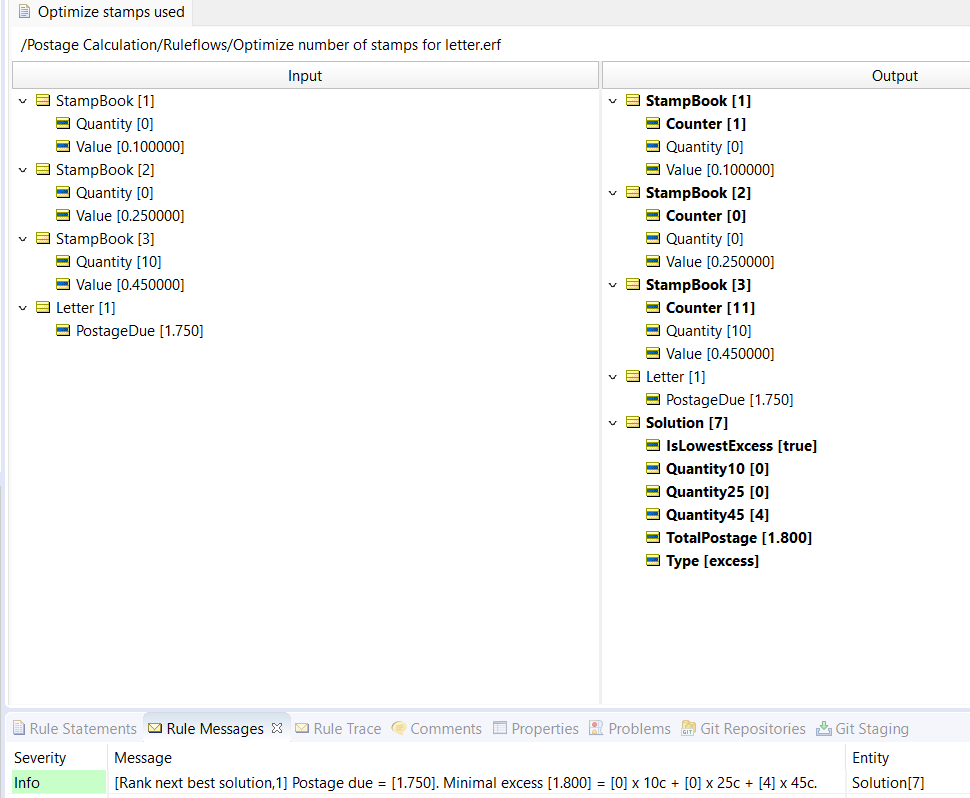 Optimize stamps used
/Postage Calculation/Ruleflows/Optimize number of stamps for letter.erf
Input
StampBook [1]
Quantity [0]
Value [0.100000]
StampBook [2]
Quantity [0]
Value [0.250000]
StampBook [3]
Quantity [10]
Value [0.450000]
Letter [1]
PostageDue [1.750]
Output
StampBook [1]
Counter [1]
Quantity [0]
Value [0.100000]
StampBook [2]
Counter [0]
Quantity [0]
Value [0.250000]
StampBook [3]
Counter [11]
Quantity [10]
Value [0.450000]
Letter [1]
PostageDue [1.750]
Solution [7]
IsLowestExcess [true]
Quantity10 [0]
Quantity25 [0]
Quantity45 [4]
TotalPostage [1.800]
Type [excess]
Rule Statements Rule Messages Rule Trace Comments Properties Problems Git Repositories Git Staging
Severity Message Entity
Info [Rank next best solution,1] Postage due = [1.750]. Minimal excess [1.800] = [0] x 10c + [0] x 25c + [4] x 45c. Solution[7]